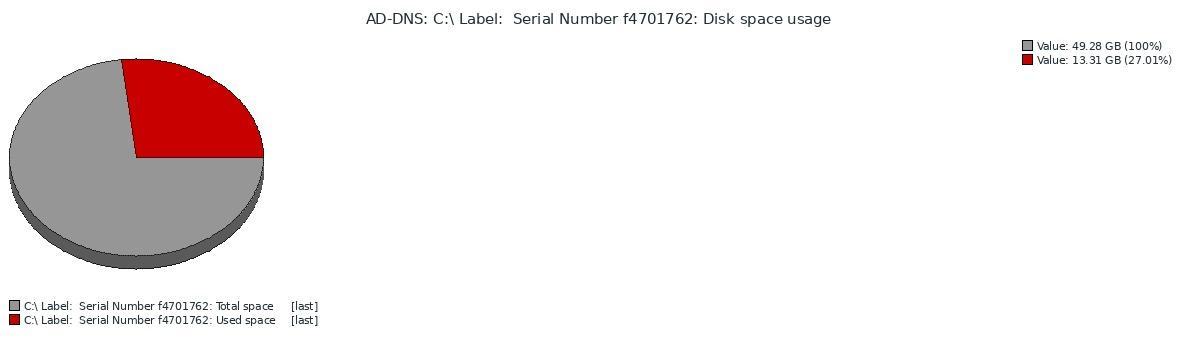 AD-DNS: C:\ Label:  Serial Number f4701762: Disk space usage
Value: 49.28 GB (100%)
Value: 13.31 GB (27.01%)
C:\ Label:  Serial Number f4701762: Total space [last]
C:\ Label:  Serial Number f4701762: Used space [last]